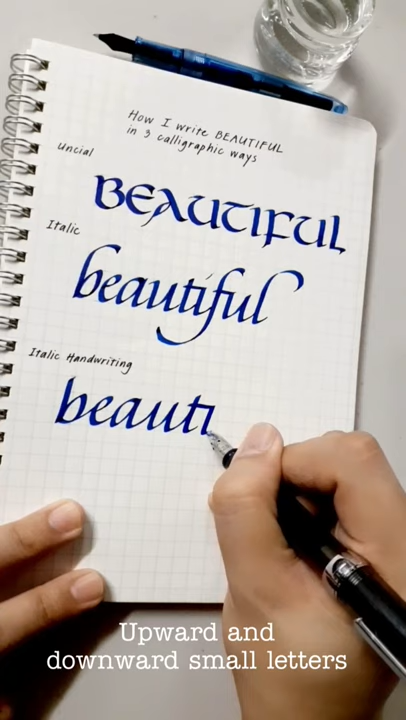 How I write BEAUTIFUL
in 3 calligraphic ways
Uncial
BEAUTIFUL
Italic
beautiful
Italic Handwriting
beauti
Upward and
downward small letters